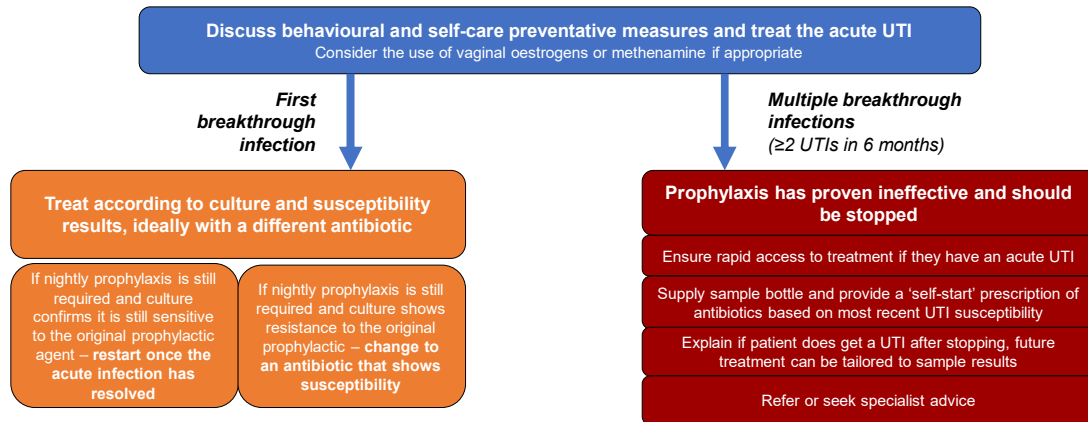 Discuss behavioural and self-care preventative measures and treat the acute UTI
Consider the use of vaginal oestrogens or methenamine if appropriate
First
breakthrough
infection
Multiple breakthrough
infections
(≥2 UTIs in 6 months)
Treat according to culture and susceptibility
results, ideally with a different antibiotic
If nightly prophylaxis is still
required and culture
confirms it is still sensitive
to the original prophylactic
agent – restart once the
acute infection has
resolved
If nightly prophylaxis is still
required and culture shows
resistance to the original
prophylactic – change to
an antibiotic that shows
susceptibility
Prophylaxis has proven ineffective and should
be stopped
Ensure rapid access to treatment if they have an acute UTI
Supply sample bottle and provide a ‘self-start’ prescription of
antibiotics based on most recent UTI susceptibility
Explain if patient does get a UTI after stopping, future
treatment can be tailored to sample results
Refer or seek specialist advice